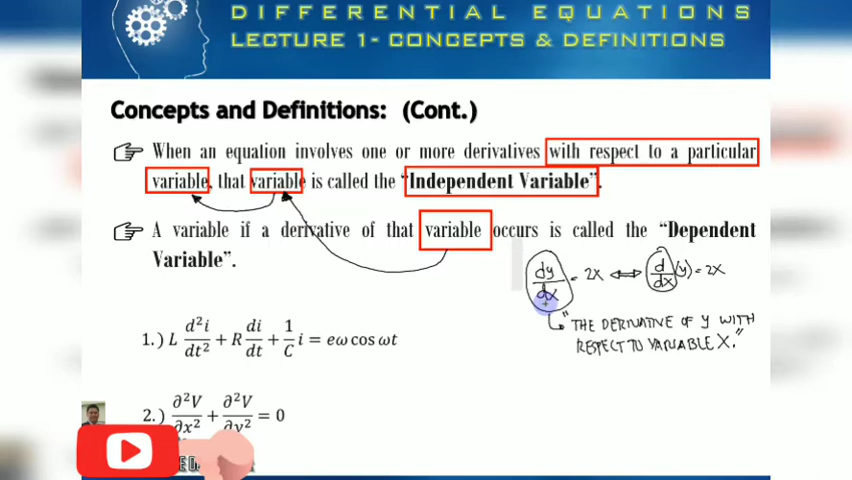 DIFFERENTIAL EQUATIONS
LECTURE 1- CONCEPTS & DEFINITIONS
Concepts and Definitions: (Cont.)
When an equation involves one or more derivatives with respect to a particular
variable, that variable is called the "Independent Variable".
A variable if a derivative of that variable occurs is called the "Dependent
Variable".
dy/dx = 2X ⟺ d/dx (y) = 2X
"THE DERIVATIVE OF Y WITH
RESPECT TO VARIABLE X."
1.) L d²i/dt² + R di/dt + 1/C i = eω cos ωt
2.) ∂²V/∂x² + ∂²V/∂y² = 0